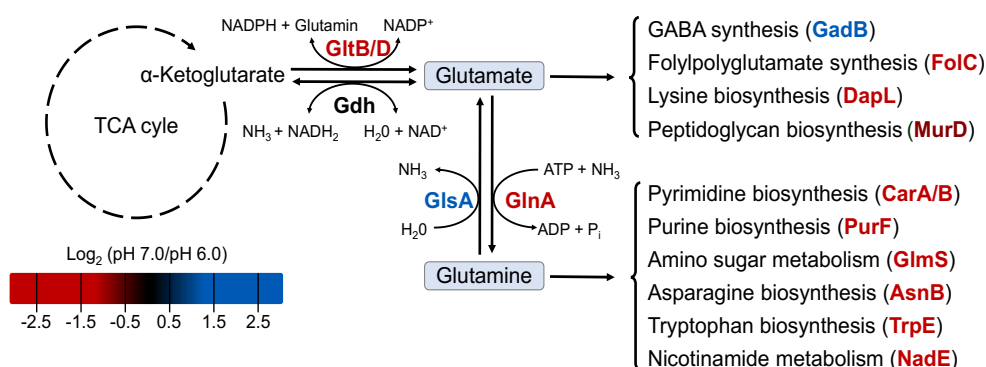 NADPH + Glutamin
NADP⁺
GltB/D
α-Ketoglutarate
Gdh
NH₃ + NADH₂
H₂0 + NAD⁺
TCA cyle
Glutamate
GABA synthesis (GadB)
Folylpolyglutamate synthesis (FolC)
Lysine biosynthesis (DapL)
Peptidoglycan biosynthesis (MurD)
NH₃
ATP + NH₃
GlsA
GlnA
H₂0
ADP + Pᵢ
Glutamine
Pyrimidine biosynthesis (CarA/B)
Purine biosynthesis (PurF)
Amino sugar metabolism (GlmS)
Asparagine biosynthesis (AsnB)
Tryptophan biosynthesis (TrpE)
Nicotinamide metabolism (NadE)
Log₂ (pH 7.0/pH 6.0)
-2.5 -1.5 -0.5 0.5 1.5 2.5